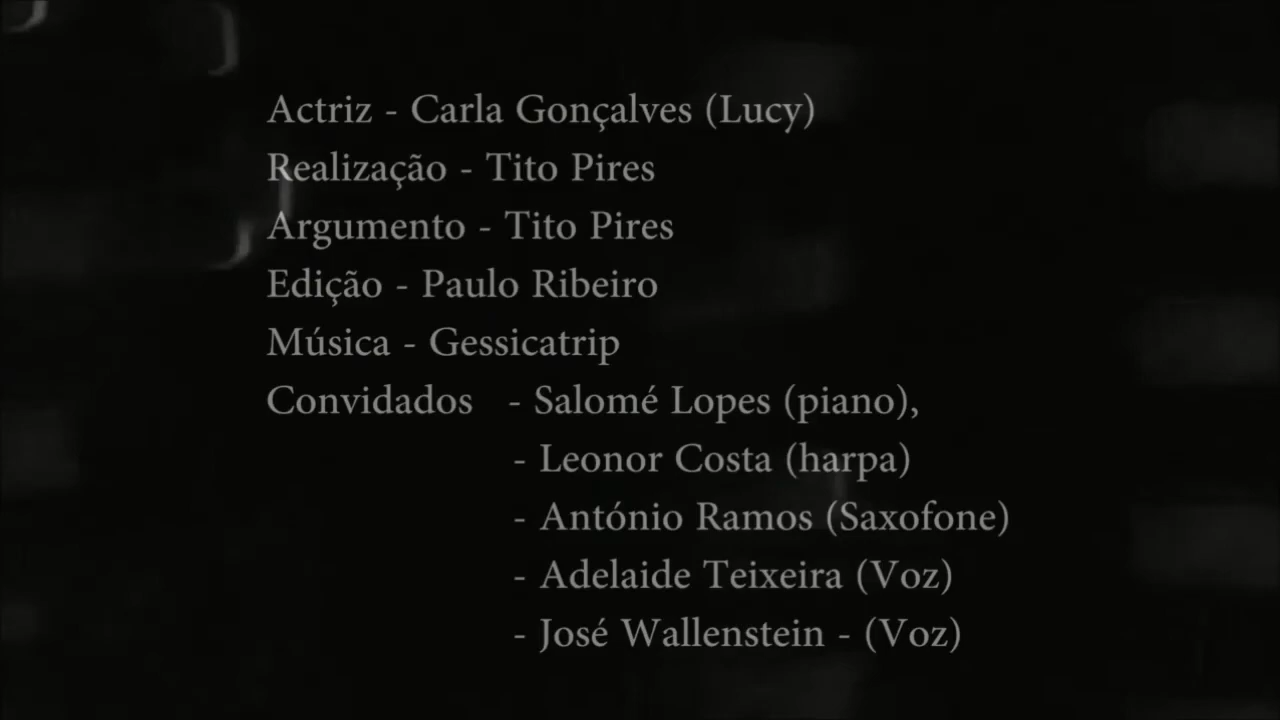 Actriz - Carla Gonçalves (Lucy)
Realização - Tito Pires
Argumento - Tito Pires
Edição - Paulo Ribeiro
Música - Gessicatrip
Convidados - Salomé Lopes (piano),
- Leonor Costa (harpa)
- António Ramos (Saxofone)
- Adelaide Teixeira (Voz)
- José Wallenstein - (Voz)